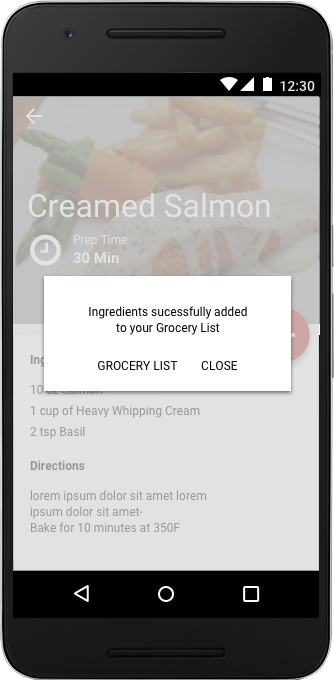 12:30
Creamed Salmon
Prep Time
30 Min
Ingredients sucessfully added
to your Grocery List
GROCERY LIST CLOSE
10 oz Salmon
1 cup of Heavy Whipping Cream
2 tsp Basil
Directions
lorem ipsum dolor sit amet lorem
ipsum dolor sit amet-
Bake for 10 minutes at 350F